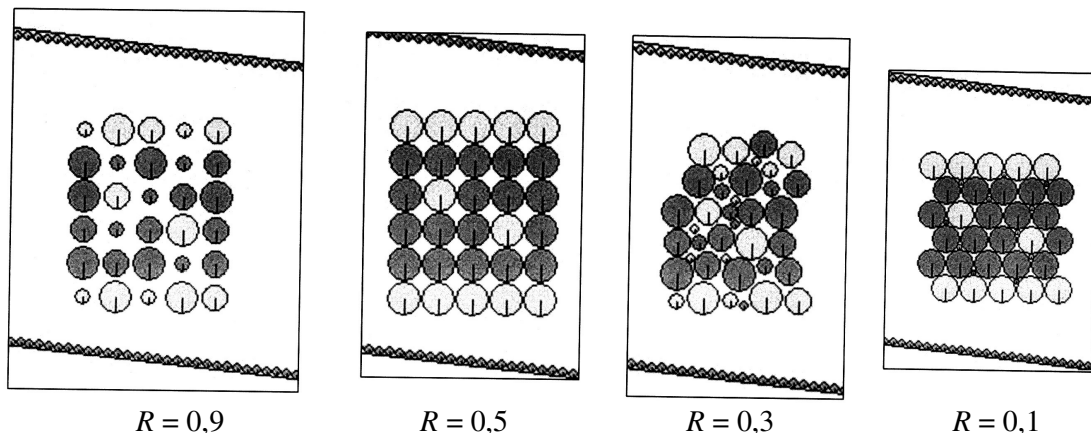 R = 0,9
R = 0,5
R = 0,3
R = 0,1